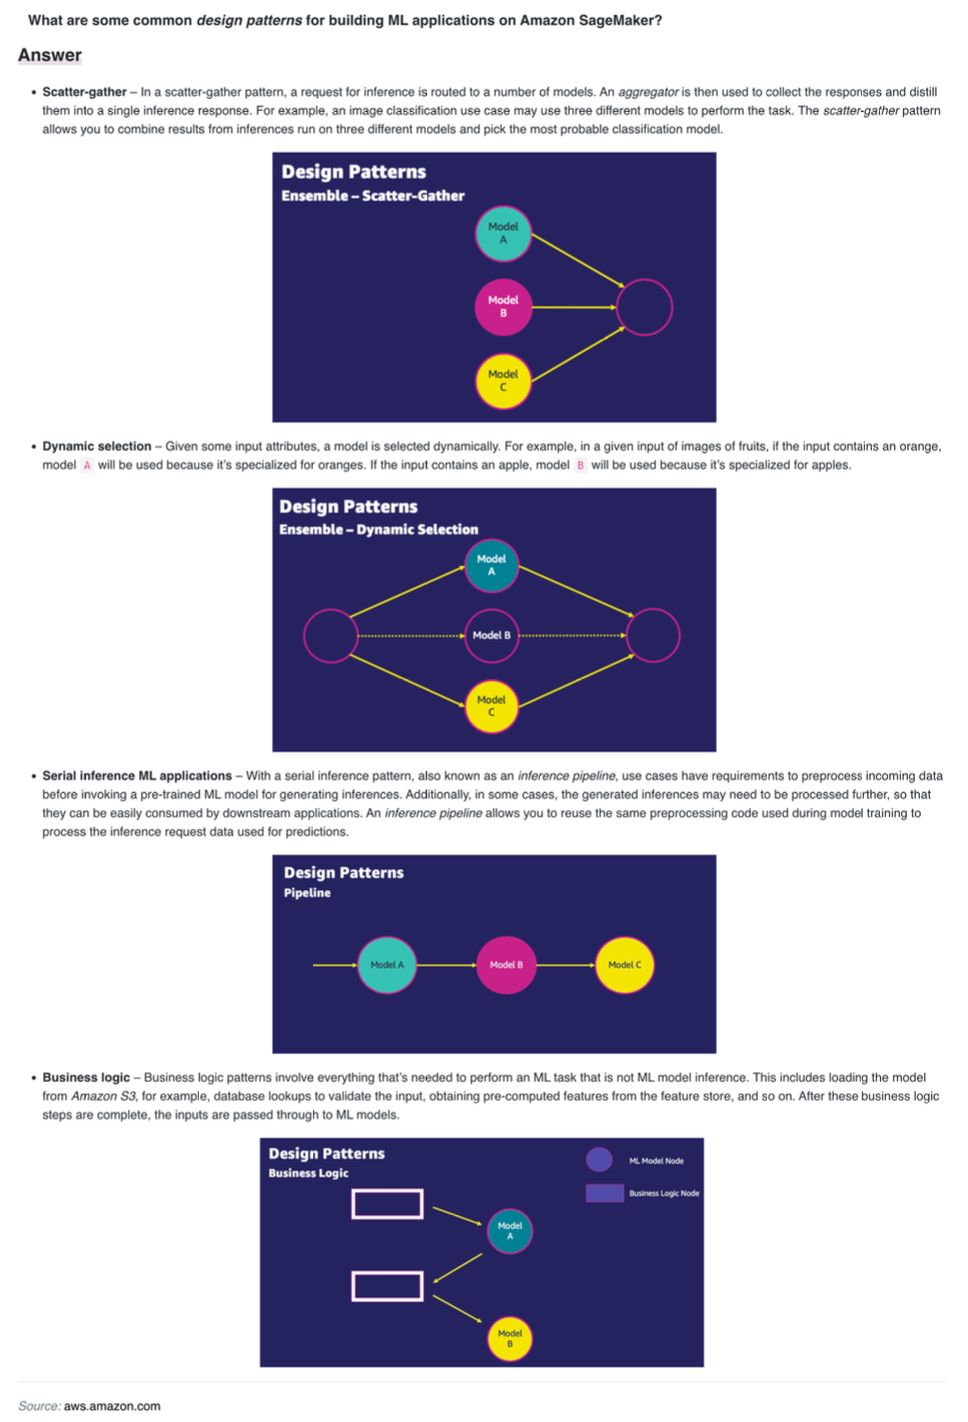 What are some common design patterns for building ML applications on Amazon SageMaker?
Answer
• Scatter-gather – In a scatter-gather pattern, a request for inference is routed to a number of models. An aggregator is then used to collect the responses and distill
them into a single inference response. For example, an image classification use case may use three different models to perform the task. The scatter-gather pattern
allows you to combine results from inferences run on three different models and pick the most probable classification model.
Design Patterns
Ensemble – Scatter-Gather
Model
A
Model
B
Model
C
• Dynamic selection – Given some input attributes, a model is selected dynamically. For example, in a given input of images of fruits, if the input contains an orange,
model A will be used because it's specialized for oranges. If the input contains an apple, model B will be used because it's specialized for apples.
Design Patterns
Ensemble – Dynamic Selection
Model
A
Model B
Model
C
• Serial inference ML applications – With a serial inference pattern, also known as an inference pipeline, use cases have requirements to preprocess incoming data
before invoking a pre-trained ML model for generating inferences. Additionally, in some cases, the generated inferences may need to be processed further, so that
they can be easily consumed by downstream applications. An inference pipeline allows you to reuse the same preprocessing code used during model training to
process the inference request data used for predictions.
Design Patterns
Pipeline
Model A
Model B
Model C
• Business logic – Business logic patterns involve everything that's needed to perform an ML task that is not ML model inference. This includes loading the model
from Amazon S3, for example, database lookups to validate the input, obtaining pre-computed features from the feature store, and so on. After these business logic
steps are complete, the inputs are passed through to ML models.
Design Patterns
Business Logic
ML Model Node
Business Logic Node
Model
A
Model
B
Source: aws.amazon.com